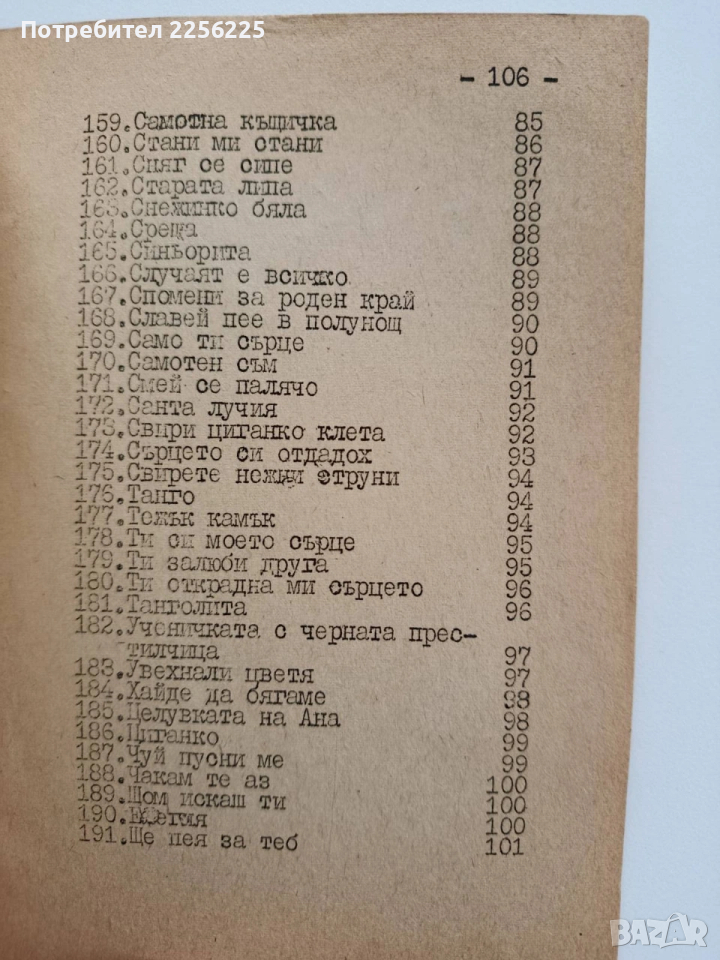 Потребител 2256225
- 106 -
159.Самотна къщичка 85
160.Стани ми стани 86
161.Сняг се сипе 87
162.Старата липа 87
163.Снежинко бяла 88
164.Среща 88
165.Синьорита 88
166.Случаят е всичко 89
167.Спомени за роден край 89
168.Славей пее в полунощ 90
169.Само ти сърце 90
170.Самотен съм 91
171.Смей се палячо 91
172.Санта лучия 92
173.Свири циганко клета 92
174.Сърцето си отдадох 93
175.Свирете нежни струни 94
176.Танго 94
177.Тежък камък 94
178.Ти си моето сърце 95
179.Ти залюби друга 95
180.Ти открадна ми сърцето 96
181.Танголита 96
182.Ученичката с черната прес-
тилчица 97
183.Увехнали цветя 97
184.Хайде да бягаме 98
185.Целувката на Ана 98
186.Циганко 99
187.Чуй пусни ме 99
188.Чакам те аз 100
189.Щом искаш ти 100
190. 100
191.Ще пея за теб 101
BAZAR